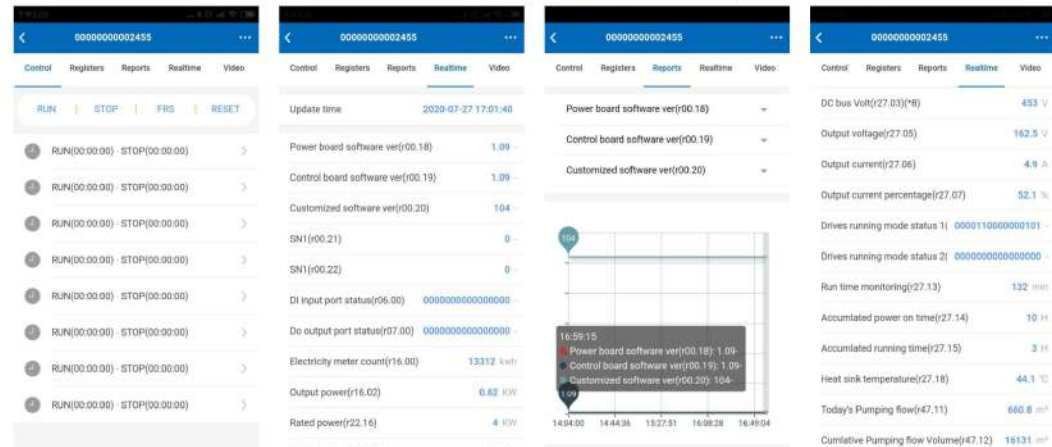 00000000002455
Control Registers Reports Realtime Video
RUN | STOP | FRS | RESET
RUN(00:00:00) - STOP(00:00:00)
RUN(00:00:00) - STOP(00:00:00)
RUN(00:00:00) - STOP(00:00:00)
RUN(00:00:00) - STOP(00:00:00)
RUN(00:00:00) - STOP(00:00:00)
RUN(00:00:00) - STOP(00:00:00)
RUN(00:00:00) - STOP(00:00:00)
RUN(00:00:00) - STOP(00:00:00)
00000000002455
Control Registers Reports Realtime Video
Update time 2020-07-27 17:01:40
Power board software ver(r00.18) 1.09 -
Control board software ver(r00.19) 1.09 -
Customized software ver(r00.20) 104 -
SN1(r00.21) 0 -
SN1(r00.22) 0 -
DI input port status(r06.00) 0000000000000000 -
Do output port status(r07.00) 0000000000000000 -
Electricity meter count(r16.00) 13312 kwh
Output power(r16.02) 0.62 KW
Rated power(r22.16) 4 KW
00000000002455
Control Registers Reports Realtime Video
Power board software ver(r00.18)
Control board software ver(r00.19)
Customized software ver(r00.20)
104
16:59:15
Power board software ver(r00.18): 1.09-
Control board software ver(r00.19): 1.09-
Customized software ver(r00.20): 104-
1.09
14:04:00 14:44:36 15:27:51 16:08:28 16:49:04
00000000002455
Control Registers Reports Realtime Video
DC bus Volt(r27.03)(*8) 453 V
Output voltage(r27.05) 162.5 V
Output current(r27.06) 4.9 A
Output current percentage(r27.07) 52.1 %
Drives running mode status 1( 0000110000000101 -
Drives running mode status 2( 0000000000000000 -
Run time monitoring(r27.13) 132 min
Accumlated power on time(r27.14) 10 H
Accumlated running time(r27.15) 3 H
Heat sink temperature(r27.18) 44.1 °C
Today's Pumping flow(r47.11) 660.8 m³
Cumlative Pumping flow Volume(r47.12) 16131 m³